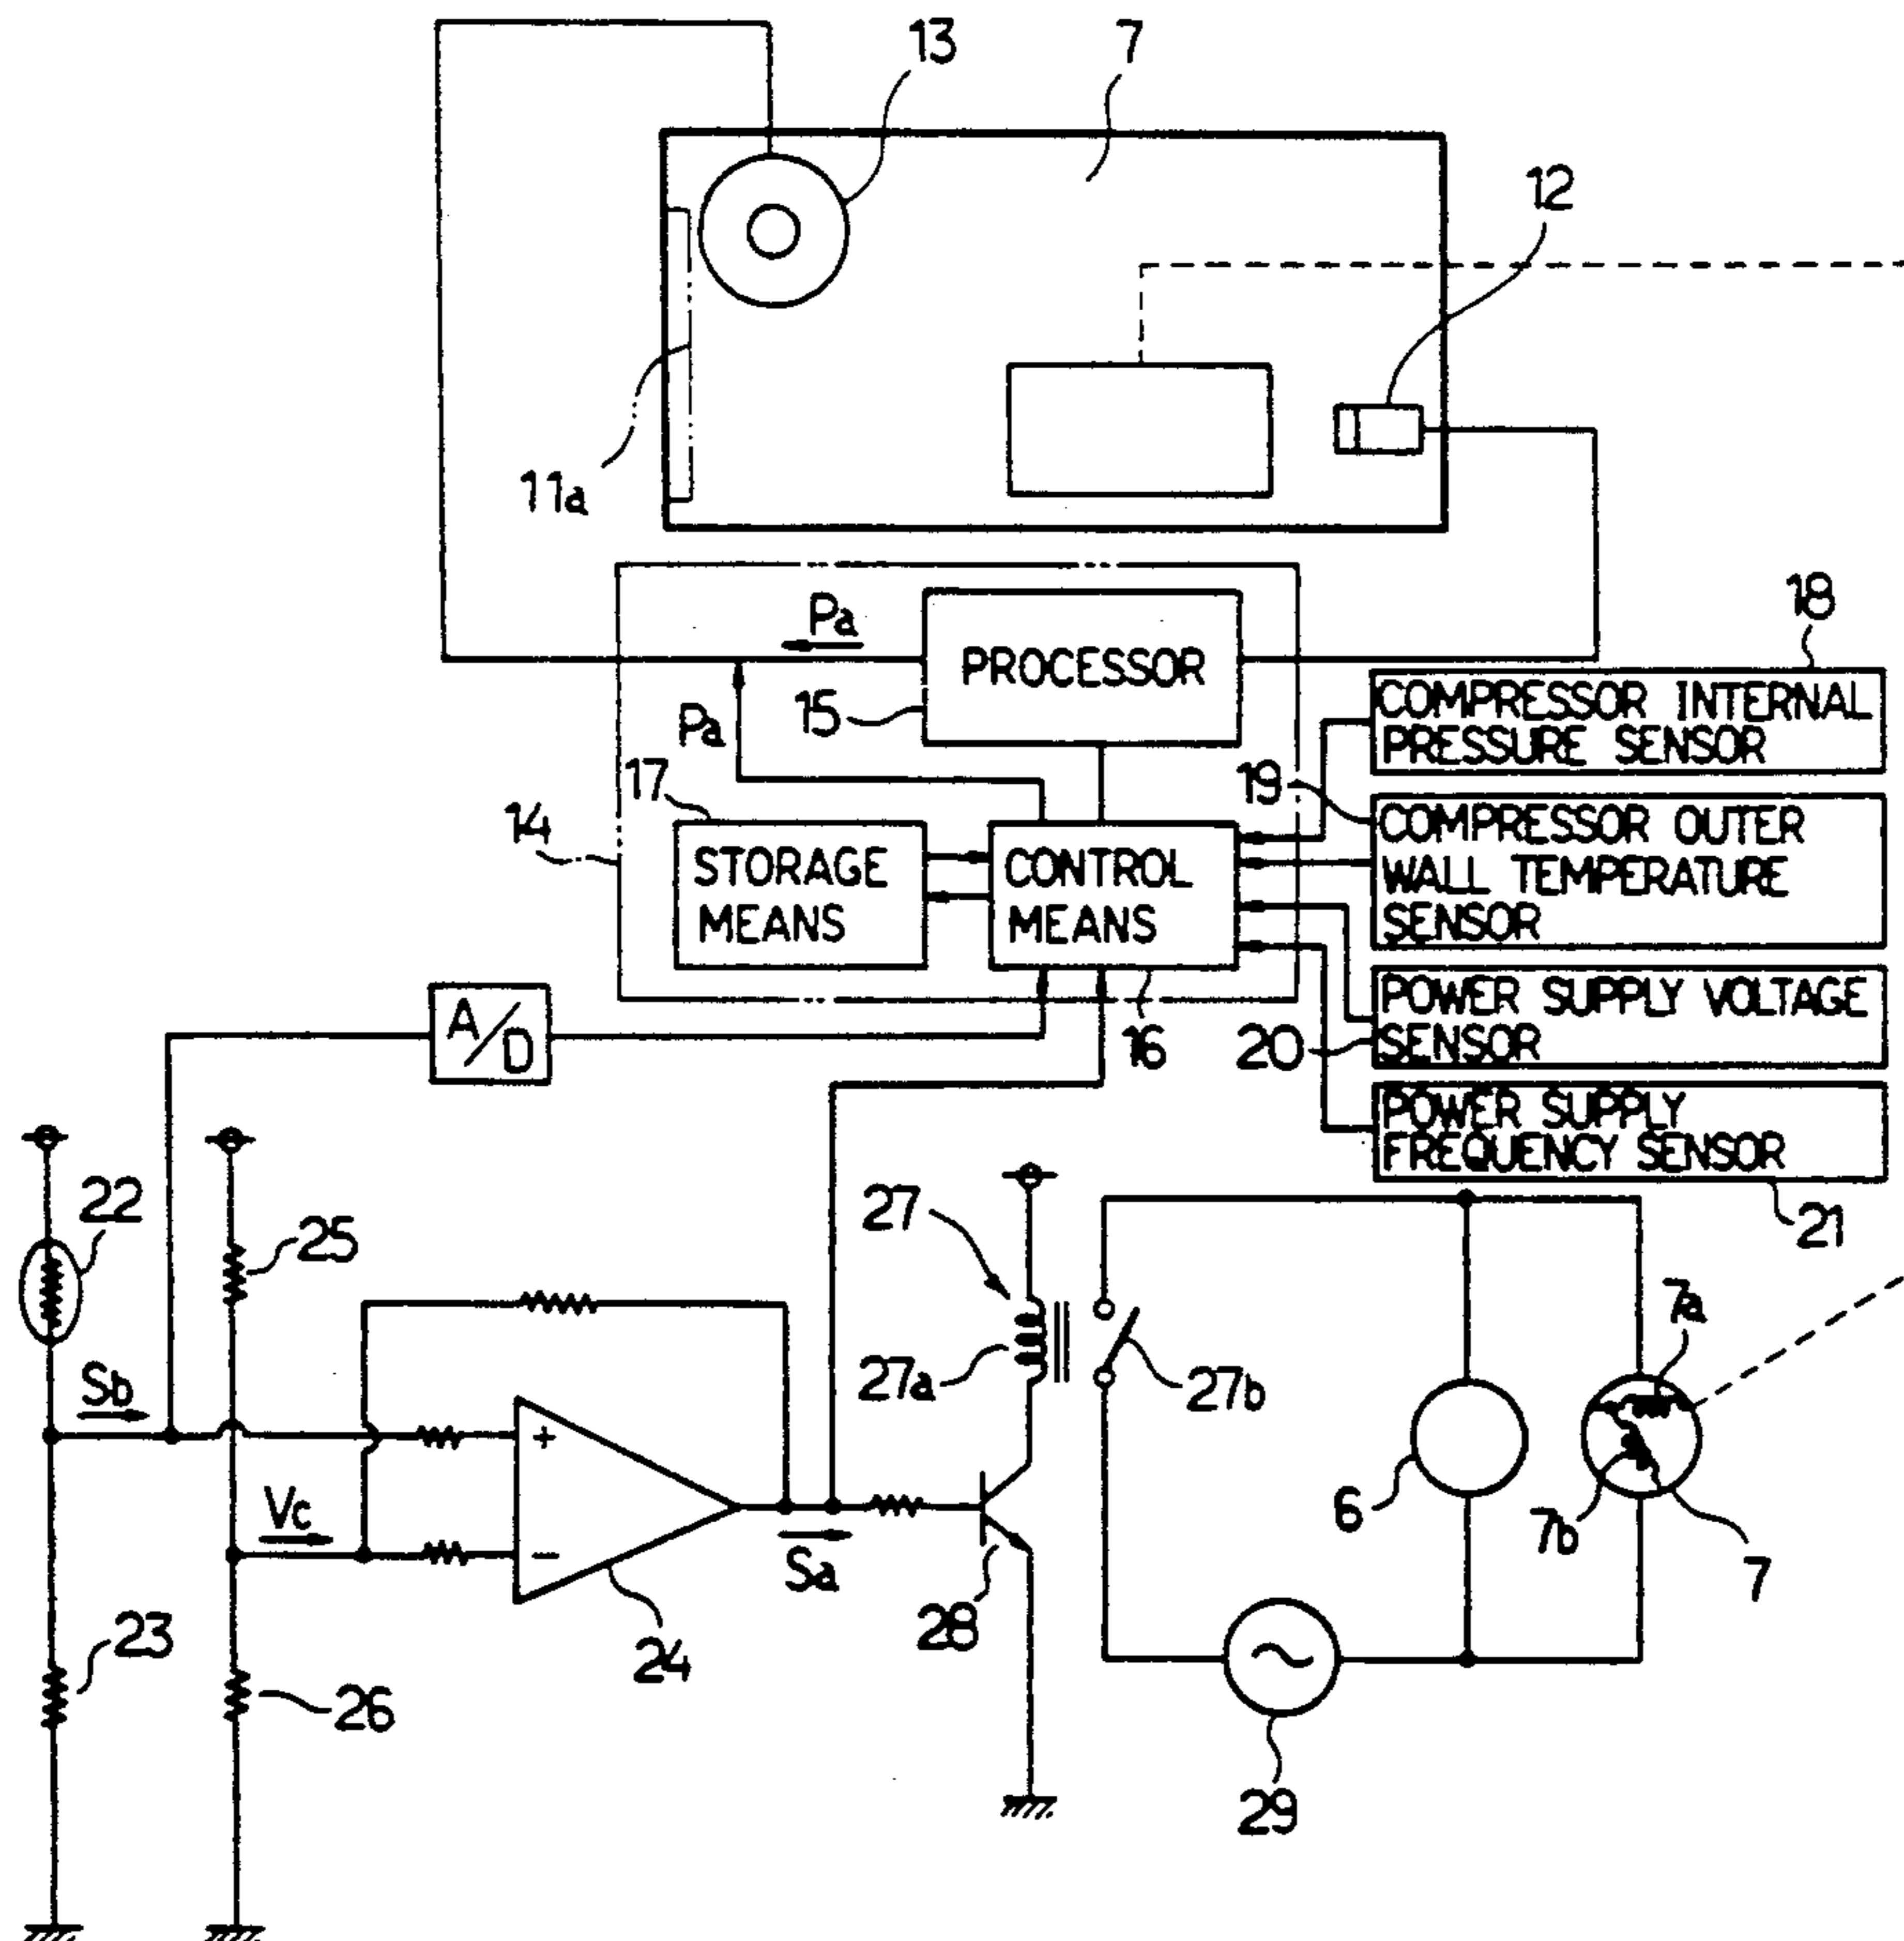 13
7
12
11a
Pa
PROCESSOR
15
18
COMPRESSOR INTERNAL
PRESSURE SENSOR
Pa
17
19
14
STORAGE
MEANS
CONTROL
MEANS
COMPRESSOR OUTER
WALL TEMPERATURE
SENSOR
A/D
16
20
POWER SUPPLY VOLTAGE
SENSOR
POWER SUPPLY
FREQUENCY SENSOR
21
22
25
27
7a
27a
27b
Sb
+
6
7b
7
Vc
−
Sa
28
23
24
26
29